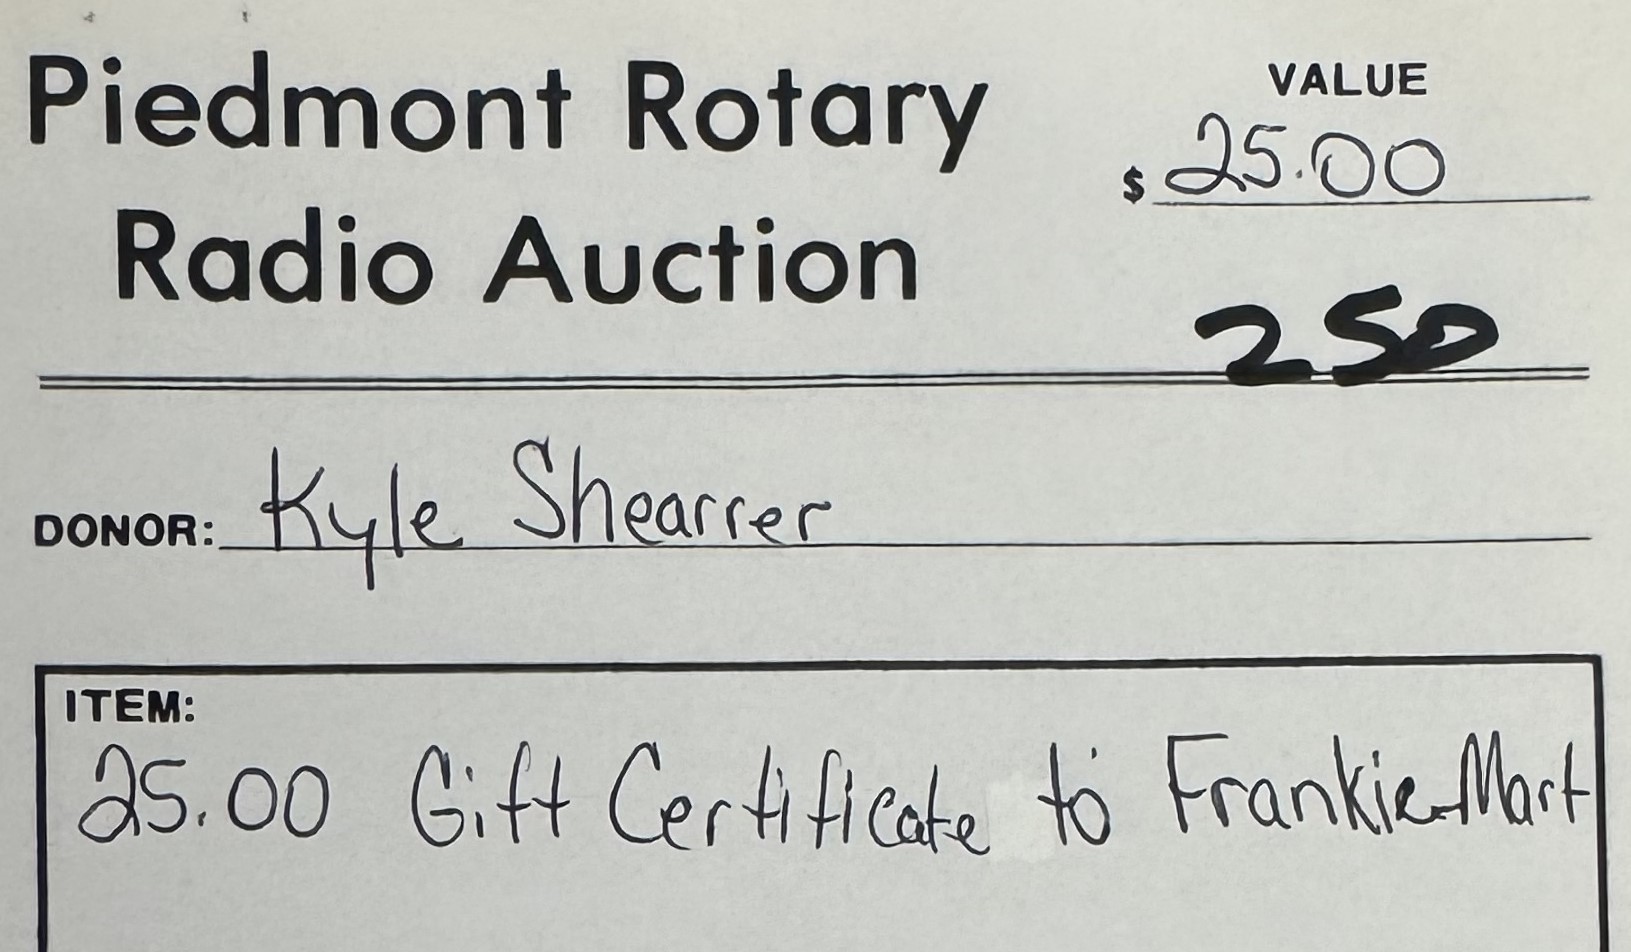 Piedmont Rotary
Radio Auction
VALUE
$ 25.00
250
DONOR: Kyle Shearrer
ITEM:
25.00 Gift Certificate to Frankie Mart